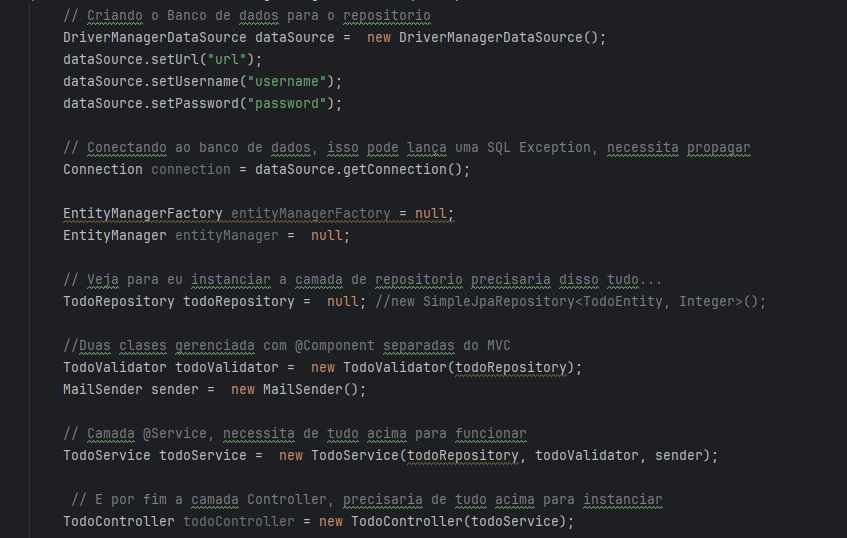 // Criando o Banco de dados para o repositorio
DriverManagerDataSource dataSource =  new DriverManagerDataSource();
dataSource.setUrl("url");
dataSource.setUsername("username");
dataSource.setPassword("password");
// Conectando ao banco de dados, isso pode lança uma SQL Exception, necessita propagar
Connection connection = dataSource.getConnection();
EntityManagerFactory entityManagerFactory = null;
EntityManager entityManager =  null;
// Veja para eu instanciar a camada de repositorio precisaria disso tudo...
TodoRepository todoRepository =  null; //new SimpleJpaRepository<TodoEntity, Integer>();
//Duas clases gerenciada com @Component separadas do MVC
TodoValidator todoValidator =  new TodoValidator(todoRepository);
MailSender sender =  new MailSender();
// Camada @Service, necessita de tudo acima para funcionar
TodoService todoService =  new TodoService(todoRepository, todoValidator, sender);
// E por fim a camada Controller, precisaria de tudo acima para instanciar
TodoController todoController = new TodoController(todoService);